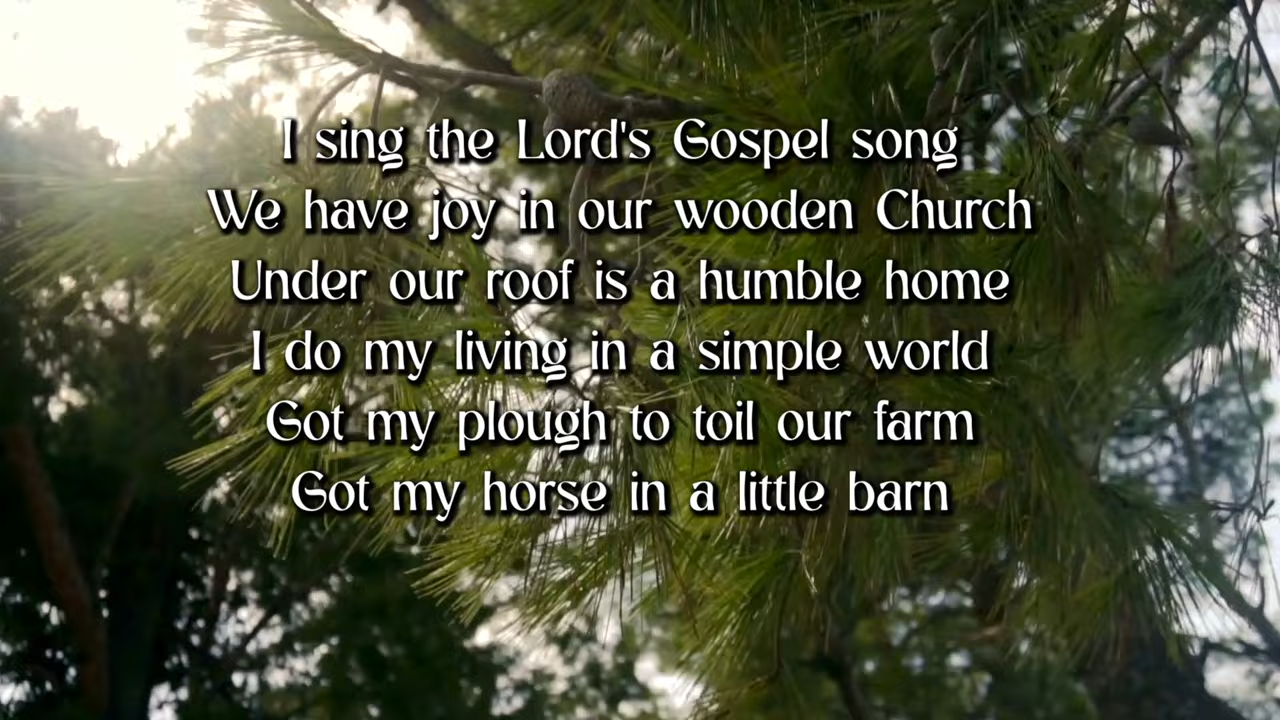 I sing the Lord's Gospel song
We have joy in our wooden Church
Under our roof is a humble home
I do my living in a simple world
Got my plough to toil our farm
Got my horse in a little barn